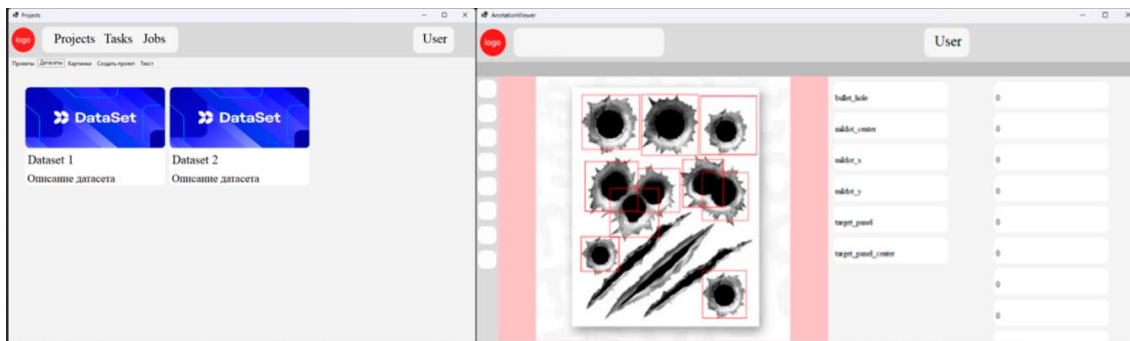 Projects
AnotationViewer
logo
Projects Tasks Jobs
User
Проекты Датасеты Картинки Создать проект Текст
DataSet
DataSet
Dataset 1
Описание датасета
Dataset 2
Описание датасета
logo
User
bullet_hole
0
mildot_center
0
mildot_x
0
mildot_y
0
target_panel
0
target_panel_center
0
0
0